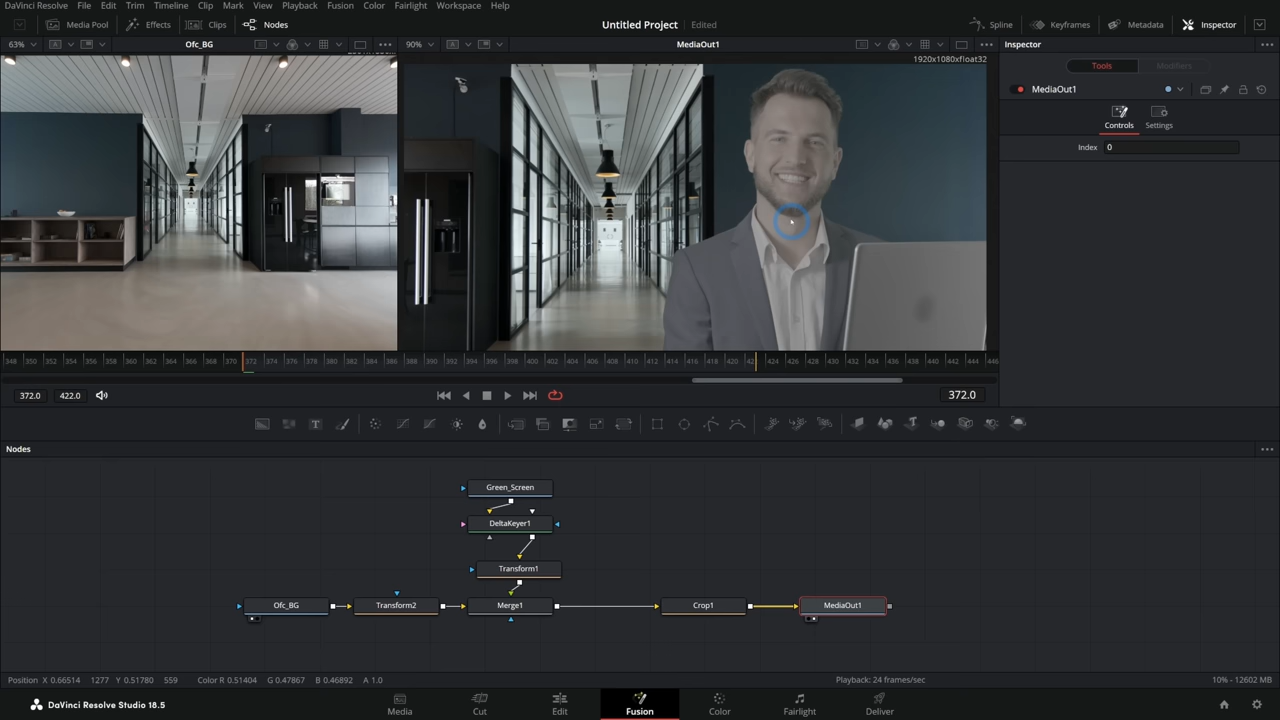 DaVinci Resolve File Edit Trim Timeline Clip Mark View Playback Fusion Color Fairlight Workspace Help
Media Pool Effects Clips Nodes Untitled Project Edited Spline Keyframes Metadata Inspector
63% Ofc_BG 90% MediaOut1 Inspector
1920x1080xfloat32
Tools Modifiers
MediaOut1
Controls Settings
Index 0
348 350 352 354 356 358 360 362 364 366 368 370 372 374 376 378 380 382 384 386 388 390 392 394 396 398 400 402 404 406 408 410 412 414 416 418 420 42 424 426 428 430 432 434 436 438 440 442 444 446
372.0 422.0 372.0
Nodes
Green_Screen
DeltaKeyer1
Transform1
Ofc_BG Transform2 Merge1 Crop1 MediaOut1
Position X 0.66514 1277 Y 0.51780 559 Color R 0.51404 G 0.47867 B 0.46892 A 1.0 Playback: 24 frames/sec 10% - 12602 MB
DaVinci Resolve Studio 18.5 Media Cut Edit Fusion Color Fairlight Deliver